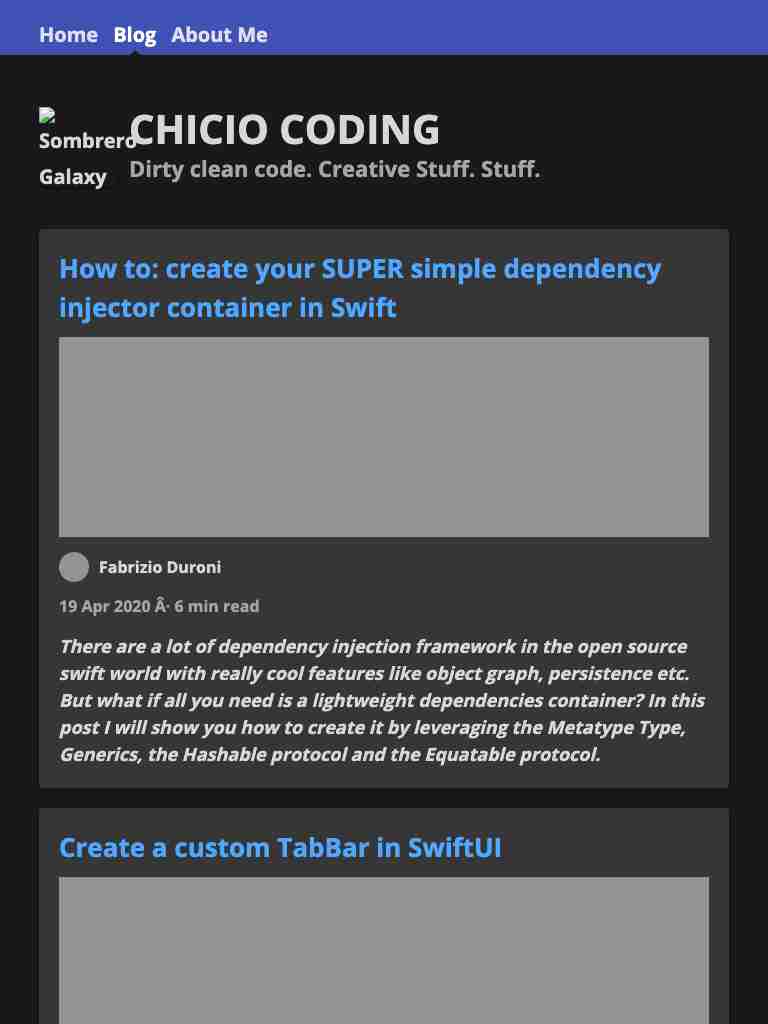 Home Blog About Me
Sombrero
Galaxy
CHICIO CODING
Dirty clean code. Creative Stuff. Stuff.
How to: create your SUPER simple dependency
injector container in Swift
Fabrizio Duroni
19 Apr 2020 Â· 6 min read
There are a lot of dependency injection framework in the open source
swift world with really cool features like object graph, persistence etc.
But what if all you need is a lightweight dependencies container? In this
post I will show you how to create it by leveraging the Metatype Type,
Generics, the Hashable protocol and the Equatable protocol.
Create a custom TabBar in SwiftUI